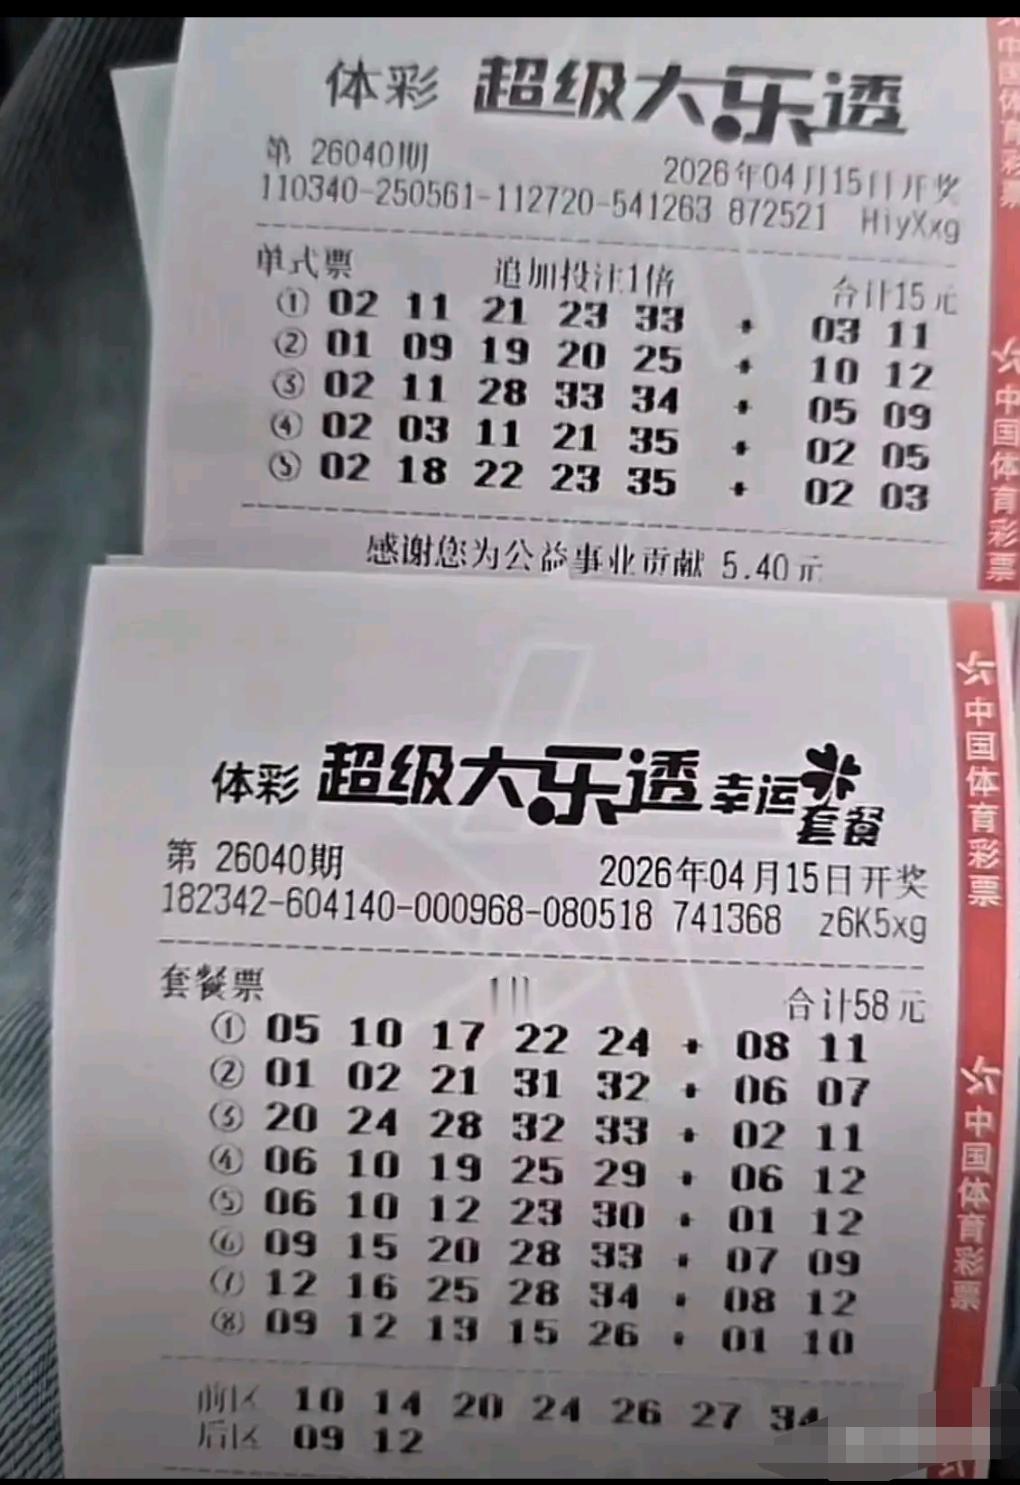 体彩 超级大乐透
第 26040期 2026年04月15日开奖
110340-250561-112720-541263 872521 HiyXxg
单式票 追加投注1倍 合计15元
① 02 11 21 23 33 + 03 11
② 01 09 19 20 25 + 10 12
③ 02 11 28 33 34 + 05 09
④ 02 03 11 21 35 + 02 05
⑤ 02 18 22 23 35 + 02 03
感谢您为公益事业贡献 5.40元
中国体育彩票
中国体育彩票
体彩 超级大乐透 幸运套餐
第 26040期 2026年04月15日开奖
182342-604140-000968-080518 741368 z6K5xg
套餐票 合计58元
① 05 10 17 22 24 + 08 11
② 01 02 21 31 32 + 06 07
③ 20 24 28 32 33 + 02 11
④ 06 10 19 25 29 + 06 12
⑤ 06 10 12 23 30 + 01 12
⑥ 09 15 20 28 33 + 07 09
⑦ 12 16 25 28 34 + 08 12
⑧ 09 12 13 15 26 + 01 10
前区 10 14 20 24 26 27 34
后区 09 12
中国体育彩票
中国体育彩票